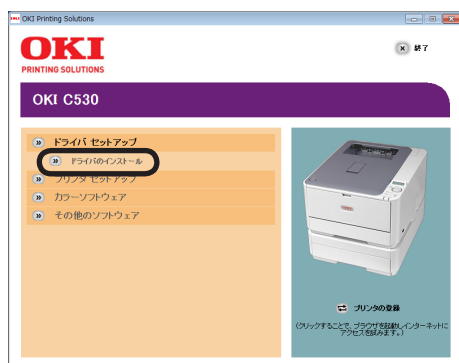 OKI Printing Solutions
OKI
PRINTING SOLUTIONS
終了
OKI C530
ドライバ セットアップ
ドライバのインストール
プリンタ セットアップ
カラーソフトウェア
その他のソフトウェア
プリンタの登録
(クリックすることで、ブラウザを起動しインターネットに
アクセスを試みます。)